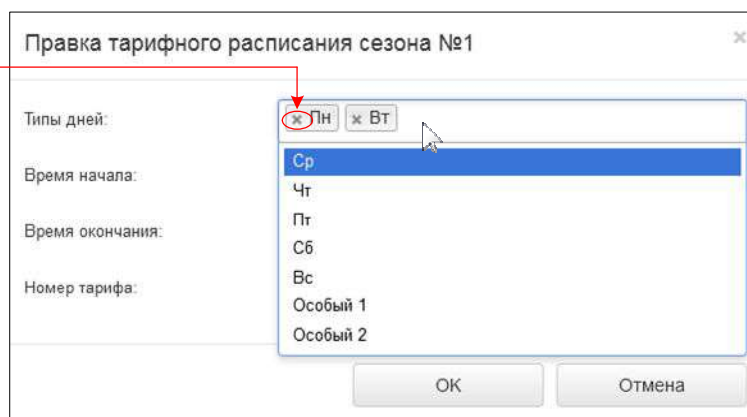 Правка тарифного расписания сезона №1
×
Типы дней:
× Пн × Вт
Ср
Время начала:
Чт
Пт
Время окончания:
Сб
Вс
Номер тарифа:
Особый 1
Особый 2
OK Отмена